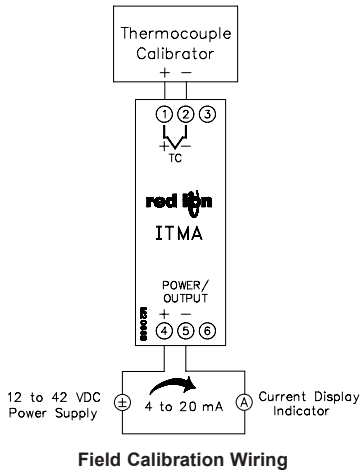 Thermocouple
Calibrator
+ −
1 2 3
+ −
TC
red lion
ITMA
POWER/
OUTPUT
+ −
4 5 6
12 to 42 VDC
Power Supply
±
4 to 20 mA
A
Current Display
Indicator
Field Calibration Wiring